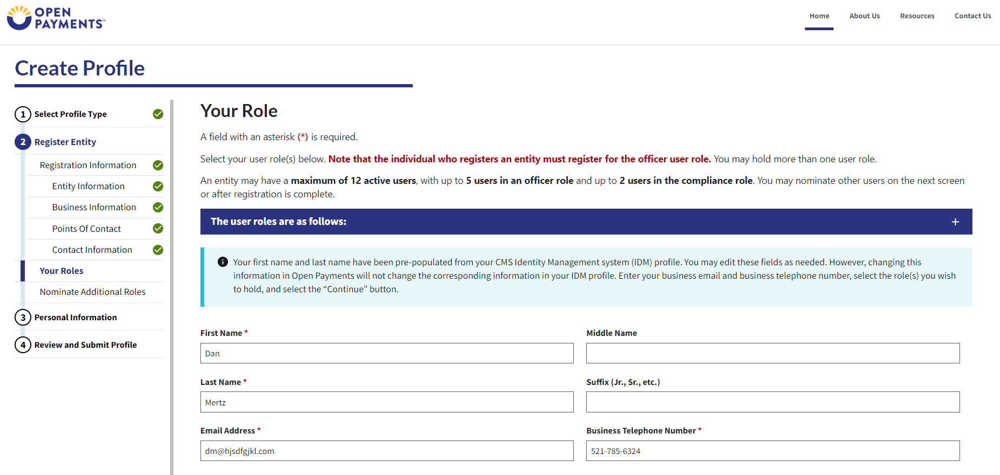 OPEN
PAYMENTS™
Home
About Us
Resources
Contact Us
Create Profile
1 Select Profile Type
2 Register Entity
Registration Information
Entity Information
Business Information
Points Of Contact
Contact Information
Your Roles
Nominate Additional Roles
3 Personal Information
4 Review and Submit Profile
Your Role
A field with an asterisk (*) is required.
Select your user role(s) below. Note that the individual who registers an entity must register for the officer user role. You may hold more than one user role.
An entity may have a maximum of 12 active users, with up to 5 users in an officer role and up to 2 users in the compliance role. You may nominate other users on the next screen
or after registration is complete.
The user roles are as follows:
Your first name and last name have been pre-populated from your CMS Identity Management system (IDM) profile. You may edit these fields as needed. However, changing this
information in Open Payments will not change the corresponding information in your IDM profile. Enter your business email and business telephone number, select the role(s) you wish
to hold, and select the “Continue” button.
First Name *
Middle Name
Dan
Last Name *
Suffix (Jr., Sr., etc.)
Mertz
Email Address *
Business Telephone Number *
dm@hjsdfgjkl.com
521-785-6324